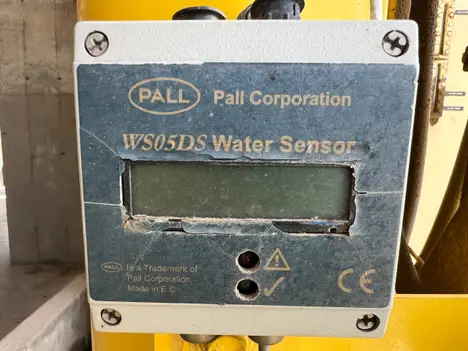 PALL Pall Corporation
WS05DS Water Sensor
PALL Is a Trademark of
Pall Corporation
Made in E.C
CE